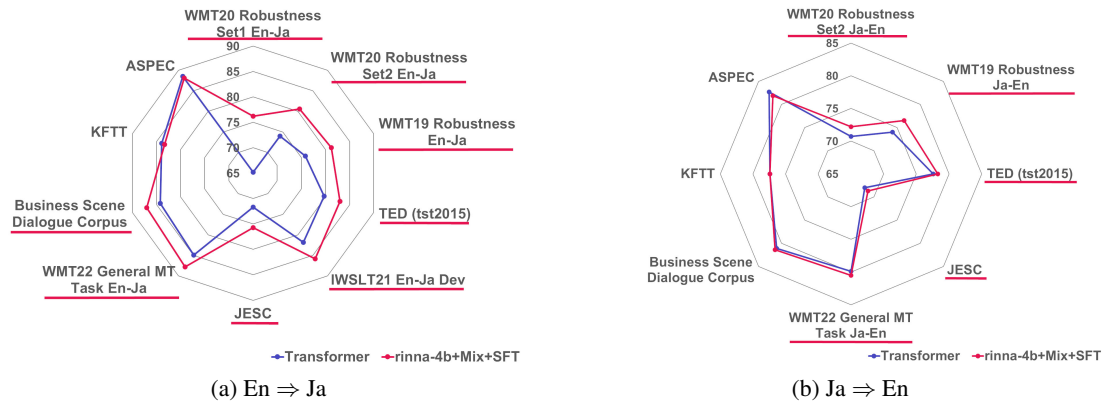 WMT20 Robustness
Set1 En-Ja
90
85
80
75
70
65
WMT20 Robustness
Set2 En-Ja
WMT19 Robustness
En-Ja
TED (tst2015)
IWSLT21 En-Ja Dev
JESC
WMT22 General MT
Task En-Ja
Business Scene
Dialogue Corpus
KFTT
ASPEC
Transformer
rinna-4b+Mix+SFT
(a) En ⇒ Ja
WMT20 Robustness
Set2 Ja-En
85
80
75
70
65
WMT19 Robustness
Ja-En
TED (tst2015)
JESC
WMT22 General MT
Task Ja-En
Business Scene
Dialogue Corpus
KFTT
ASPEC
Transformer
rinna-4b+Mix+SFT
(b) Ja ⇒ En